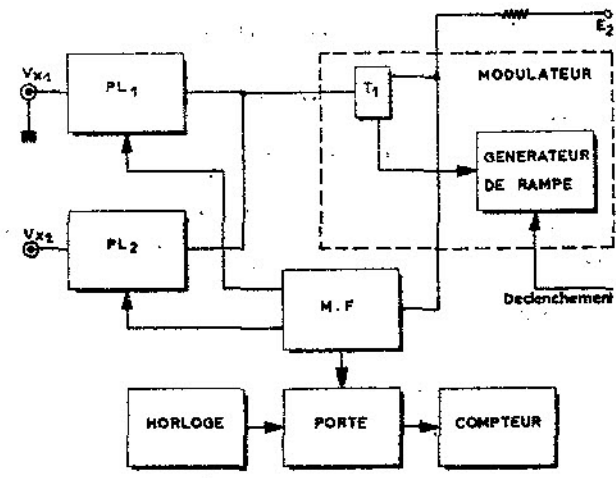 E2
VX1
PL1
T1
MODULATEUR
GENERATEUR
DE RAMPE
VX2
PL2
M.F
Declenchement
HORLOGE
PORTE
COMPTEUR